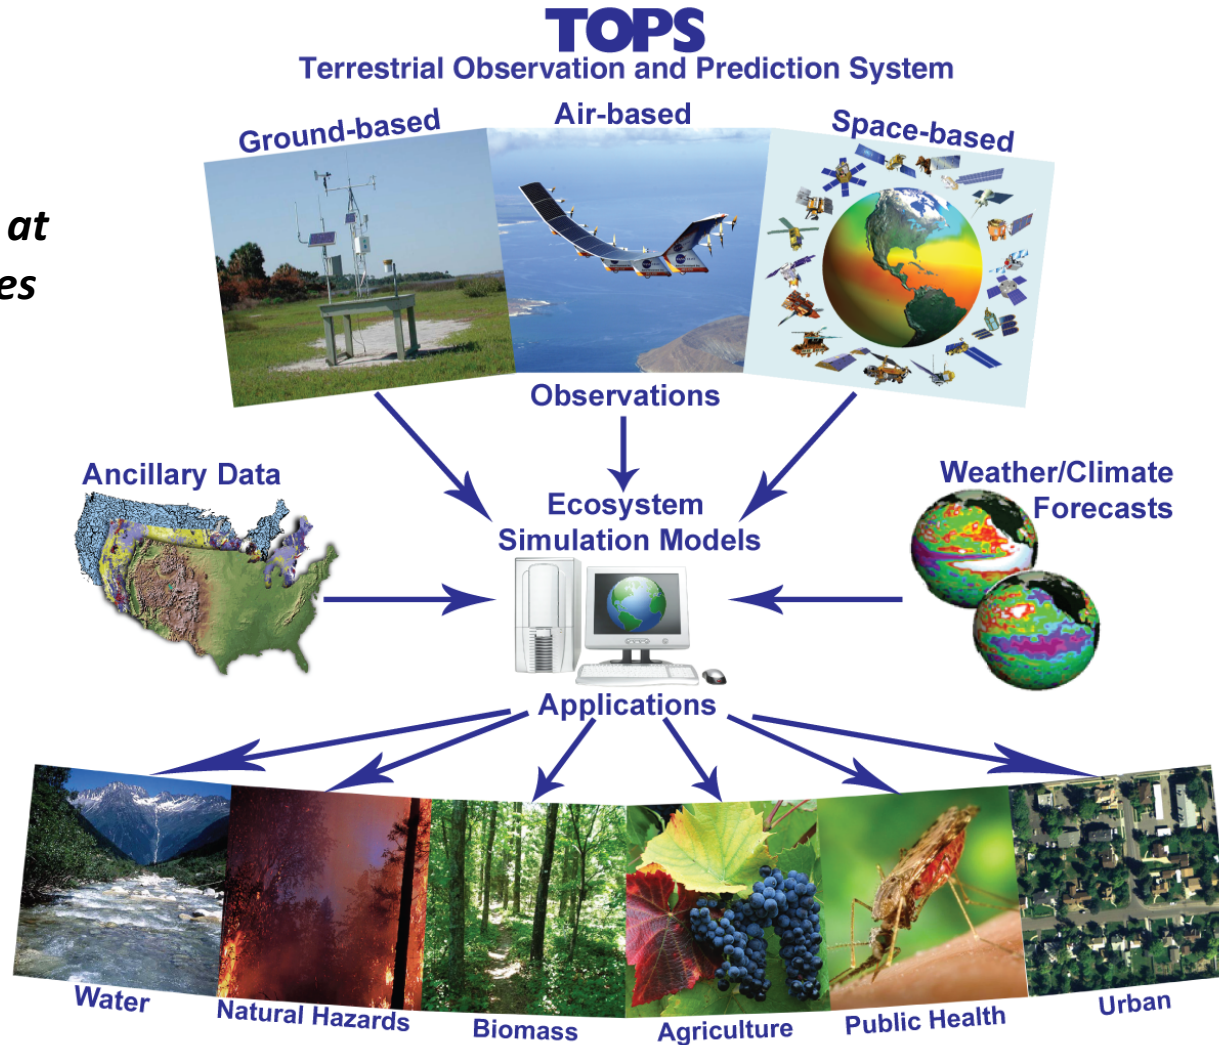 TOPS
Terrestrial Observation and Prediction System
Ground-based
Air-based
Space-based
at
es
Observations
Ancillary Data
Ecosystem
Simulation Models
Weather/Climate
Forecasts
Applications
Water
Natural Hazards
Biomass
Agriculture
Public Health
Urban